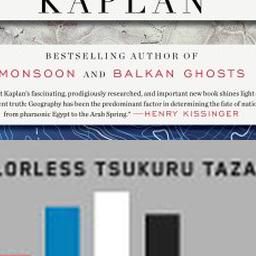 KAPLAN
BESTSELLING AUTHOR OF
MONSOON AND BALKAN GHOSTS
Kaplan's fascinating, prodigiously researched, and important new book shines light
ent truth: Geography has been the predominant factor in determining the fate of natio
from pharaonic Egypt to the Arab Spring." —HENRY KISSINGER
LORLESS TSUKURU TAZA